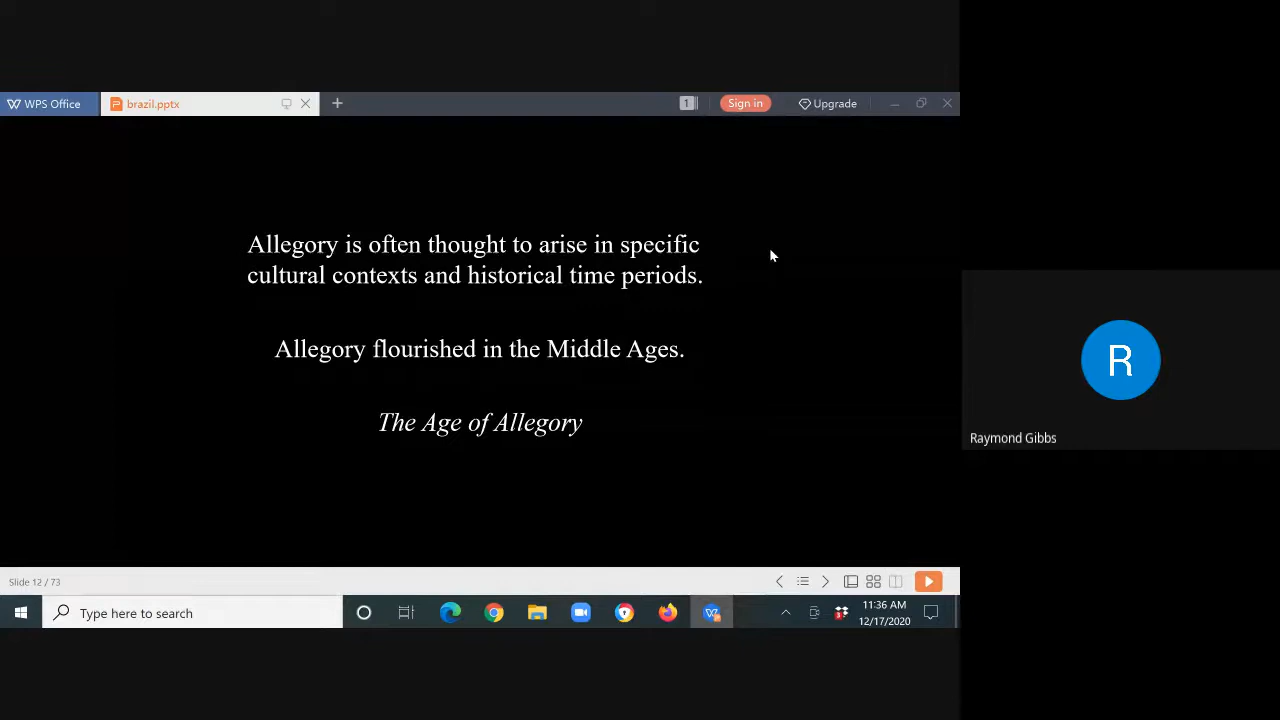 WPS Office
brazil.pptx
1
Sign in
Upgrade
Allegory is often thought to arise in specific
cultural contexts and historical time periods.
Allegory flourished in the Middle Ages.
The Age of Allegory
R
Raymond Gibbs
Slide 12 / 73
Type here to search
11:36 AM
12/17/2020